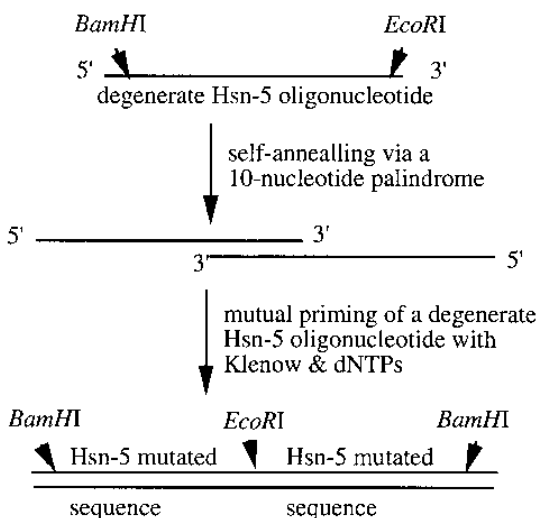 BamHI EcoRI
5' 3'
degenerate Hsn-5 oligonucleotide
self-annealling via a
10-nucleotide palindrome
5' 3'
3' 5'
mutual priming of a degenerate
Hsn-5 oligonucleotide with
Klenow & dNTPs
BamHI EcoRI BamHI
Hsn-5 mutated Hsn-5 mutated
sequence sequence